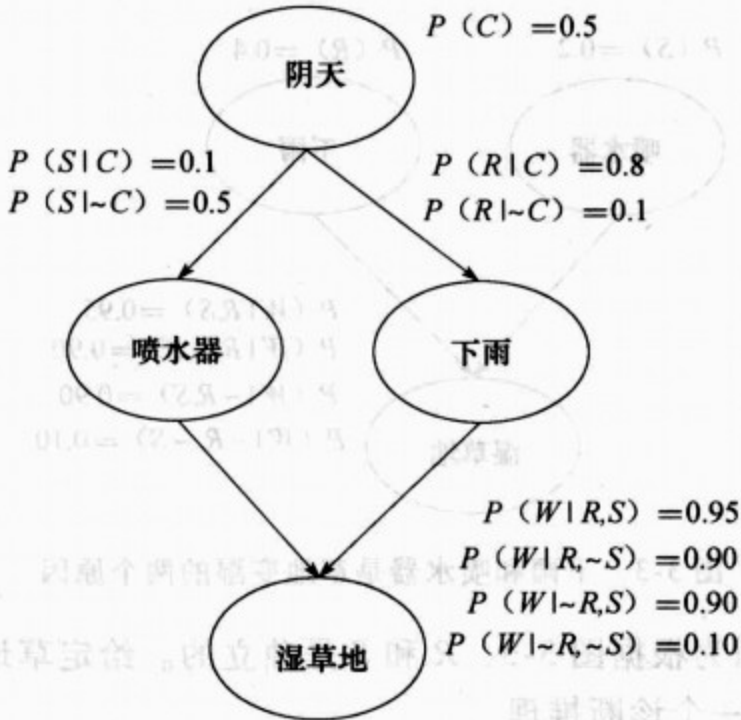 P (C) =0.5
阴天
P (S|C) =0.1
P (S|~C) =0.5
P (R|C) =0.8
P (R|~C) =0.1
喷水器
下雨
P (W|R,S) =0.95
P (W|R,~S) =0.90
P (W|~R,S) =0.90
P (W|~R,~S) =0.10
湿草地